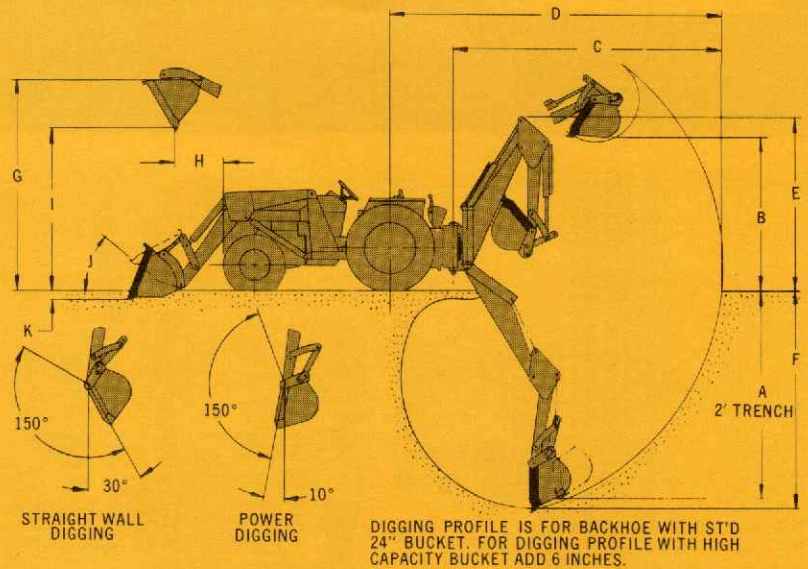 D
C
G
H
I
E
B
J
K
F
A
2' TRENCH
150°
30°
150°
10°
STRAIGHT WALL
DIGGING
POWER
DIGGING
DIGGING PROFILE IS FOR BACKHOE WITH ST'D
24" BUCKET. FOR DIGGING PROFILE WITH HIGH
CAPACITY BUCKET ADD 6 INCHES.